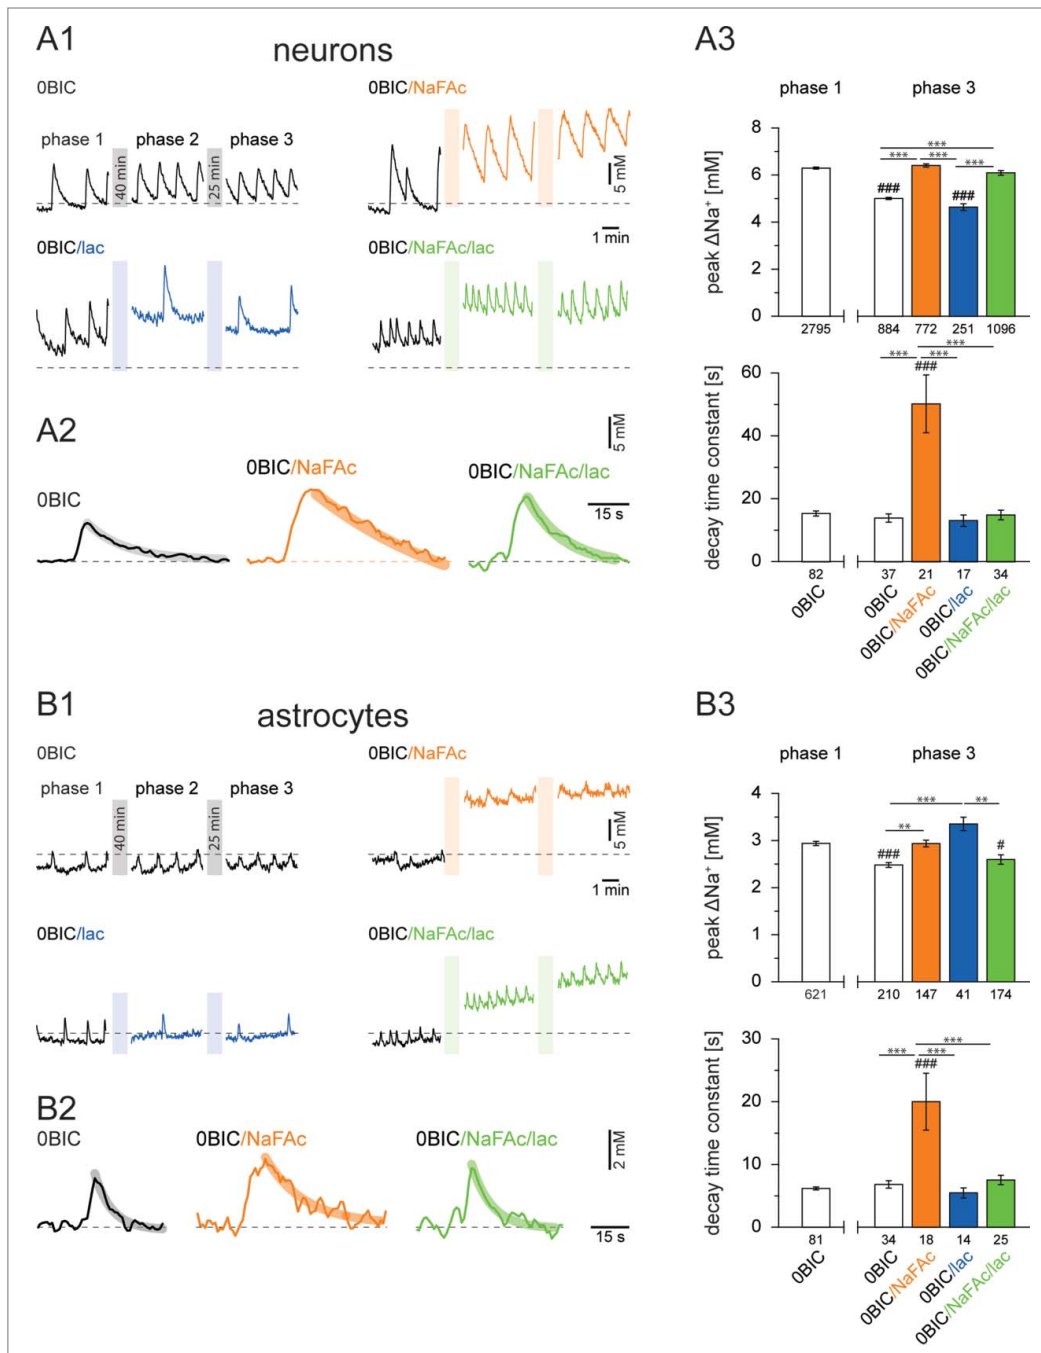 A1
neurons
0BIC
phase 1
40 min
phase 2
25 min
phase 3
0BIC/NaFAc
5 mM
1 min
0BIC/lac
0BIC/NaFAc/lac
A2
0BIC
0BIC/NaFAc
0BIC/NaFAc/lac
5 mM
15 s
A3
phase 1
phase 3
peak ΔNa⁺ [mM]
8
6
4
2
0
***
*** *** ***
### ###
2795 884 772 251 1096
decay time constant [s]
60
40
20
0
***
*** ***
###
82 37 21 17 34
0BIC
0BIC
0BIC/NaFAc
0BIC/lac
0BIC/NaFAc/lac
B1
astrocytes
0BIC
phase 1
40 min
phase 2
25 min
phase 3
0BIC/NaFAc
5 mM
1 min
0BIC/lac
0BIC/NaFAc/lac
B2
0BIC
0BIC/NaFAc
0BIC/NaFAc/lac
2 mM
15 s
B3
phase 1
phase 3
peak ΔNa⁺ [mM]
4
3
2
1
0
*** **
**
### #
621 210 147 41 174
decay time constant [s]
30
20
10
0
***
*** ***
###
81 34 18 14 25
0BIC
0BIC
0BIC/NaFAc
0BIC/lac
0BIC/NaFAc/lac